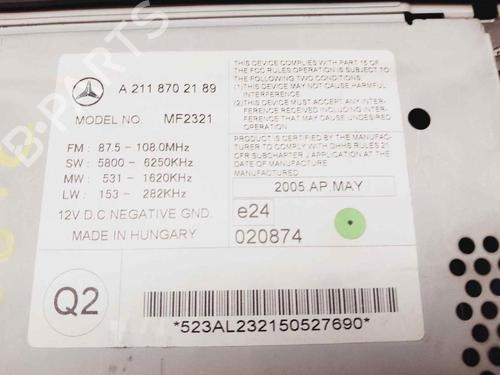 A 211 870 21 89
MODEL NO. MF2321
FM : 87.5 - 108.0MHz
SW : 5800 - 6250KHz
MW : 531 - 1620KHz
LW : 153 - 282KHz
12V D.C NEGATIVE GND.
MADE IN HUNGARY
THIS DEVICE COMPLIES WITH PART 15 OF
THE FCC RULES OPERATION IS SUBJECT TO
THE FOLLOWING TWO CONDITIONS:
(1)THIS DEVICE MAY NOT CAUSE HARMFUL
INTERFERENCE.
(2)THIS DEVICE MUST ACCEPT ANY INTER-
FERENCE RECEIVED INCLUDING INTERFE-
RENCE THAT MAY CAUSE UNDESIRED
OPERATION.
PRODUCT IS CERTIFIED BY THE MANUFAC-
TURER TO COMPLY WITH DHHS RULES 21
CFR SUBCHAPTER J APPLICATION AT THE
DATE OF MANUFACTURE.
2005.AP.MAY
e24
020874
Q2
*523AL232150527690*
B-PARTS